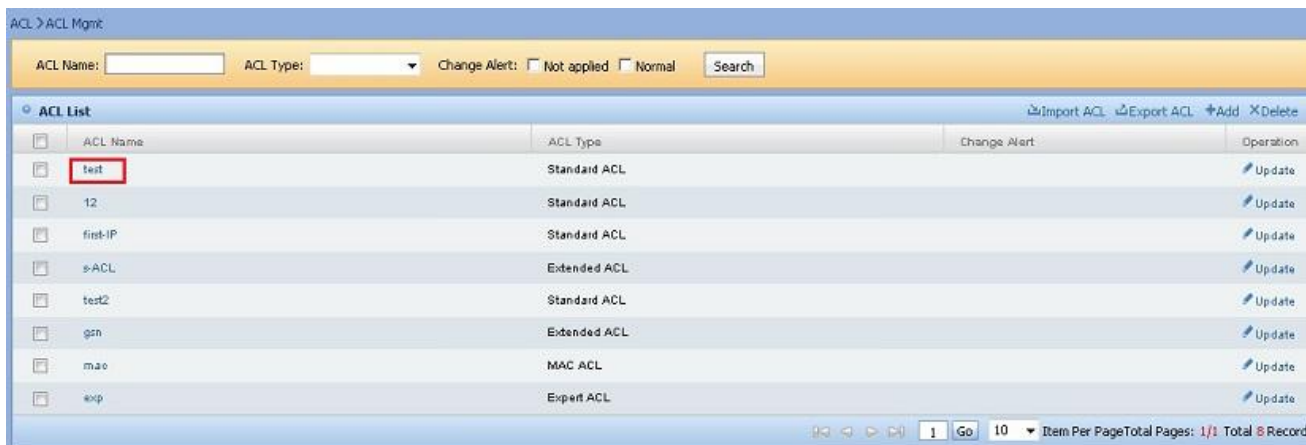 ACL > ACL Mgmt
ACL Name: ACL Type: Change Alert: Not applied Normal Search
ACL List Import ACL Export ACL Add Delete
ACL Name ACL Type Change Alert Operation
test Standard ACL Update
12 Standard ACL Update
first-IP Standard ACL Update
s-ACL Extended ACL Update
test2 Standard ACL Update
gsn Extended ACL Update
mac MAC ACL Update
exp Expert ACL Update
1 Go 10 Item Per PageTotal Pages: 1/1 Total 8 Record